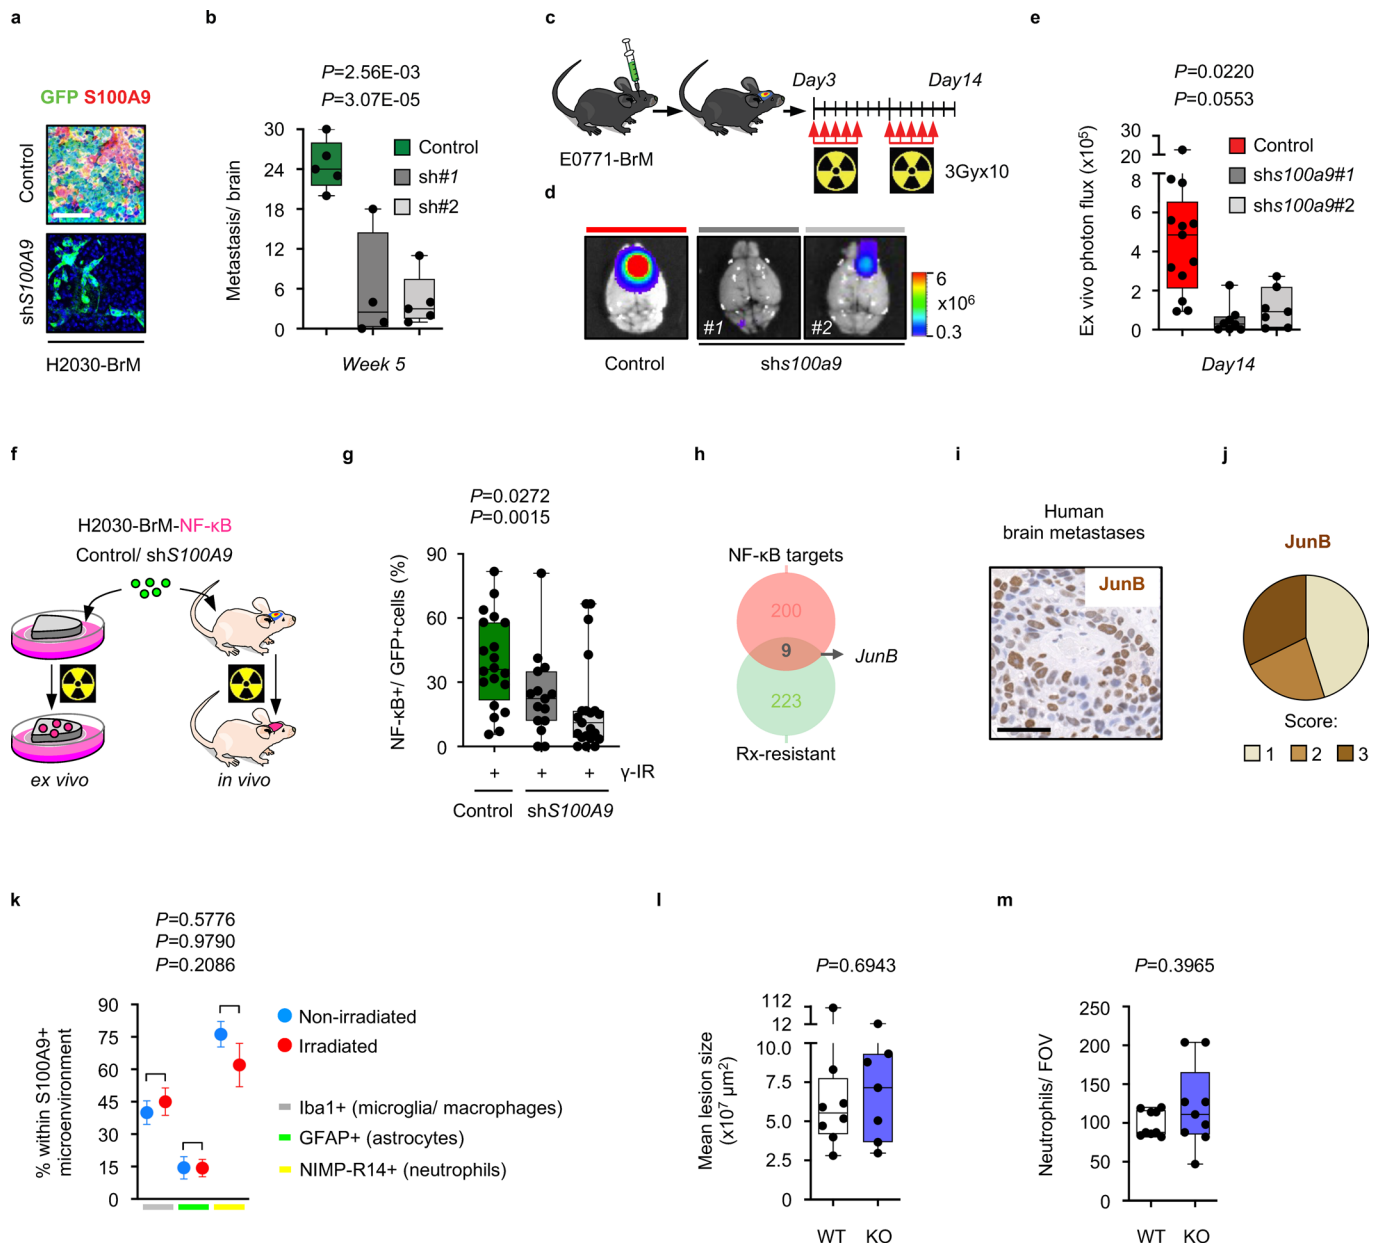 a
GFP S100A9
Control
shS100A9
H2030-BrM
b
P=2.56E-03
P=3.07E-05
Metastasis/ brain
30
24
18
12
6
0
Control
sh#1
sh#2
Week 5
c
E0771-BrM
Day3
Day14
3Gyx10
d
#1
#2
6
x10⁶
0.3
Control
shs100a9
e
P=0.0220
P=0.0553
Ex vivo photon flux (x10⁵)
30
20
8
6
4
2
0
Control
shs100a9#1
shs100a9#2
Day14
f
H2030-BrM-NF-κB
Control/ shS100A9
ex vivo
in vivo
g
P=0.0272
P=0.0015
NF-κB+/ GFP+cells (%)
90
60
30
0
+ + + γ-IR
Control shS100A9
h
NF-κB targets
200
9
JunB
223
Rx-resistant
i
Human
brain metastases
JunB
j
JunB
Score:
1 2 3
k
P=0.5776
P=0.9790
P=0.2086
% within S100A9+
microenvironment
90
75
60
45
30
15
0
Non-irradiated
Irradiated
Iba1+ (microglia/ macrophages)
GFAP+ (astrocytes)
NIMP-R14+ (neutrophils)
l
P=0.6943
Mean lesion size
(x10⁷ µm²)
112
12
10.0
7.5
5.0
2.5
0
WT KO
m
P=0.3965
Neutrophils/ FOV
250
200
150
100
50
0
WT KO